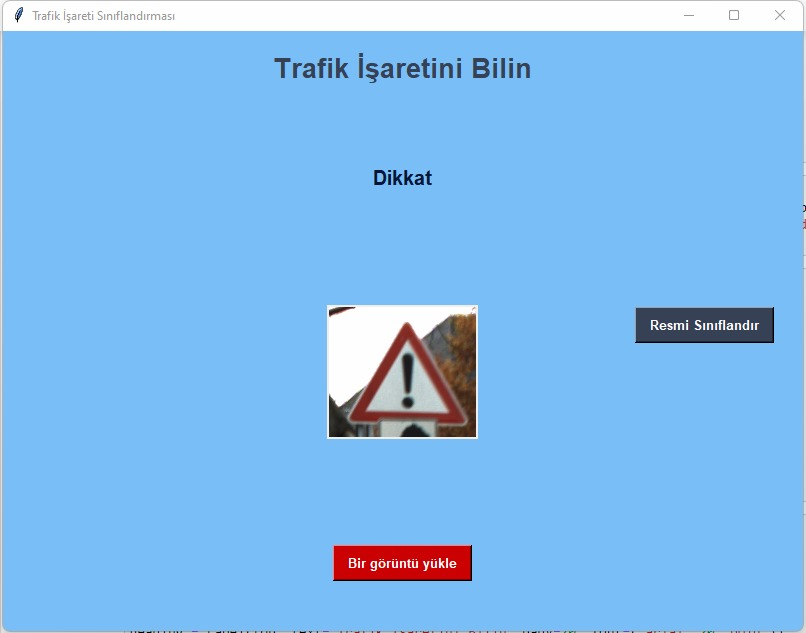 Trafik İşareti Sınıflandırması
Trafik İşaretini Bilin
Dikkat
Resmi Sınıflandır
Bir görüntü yükle